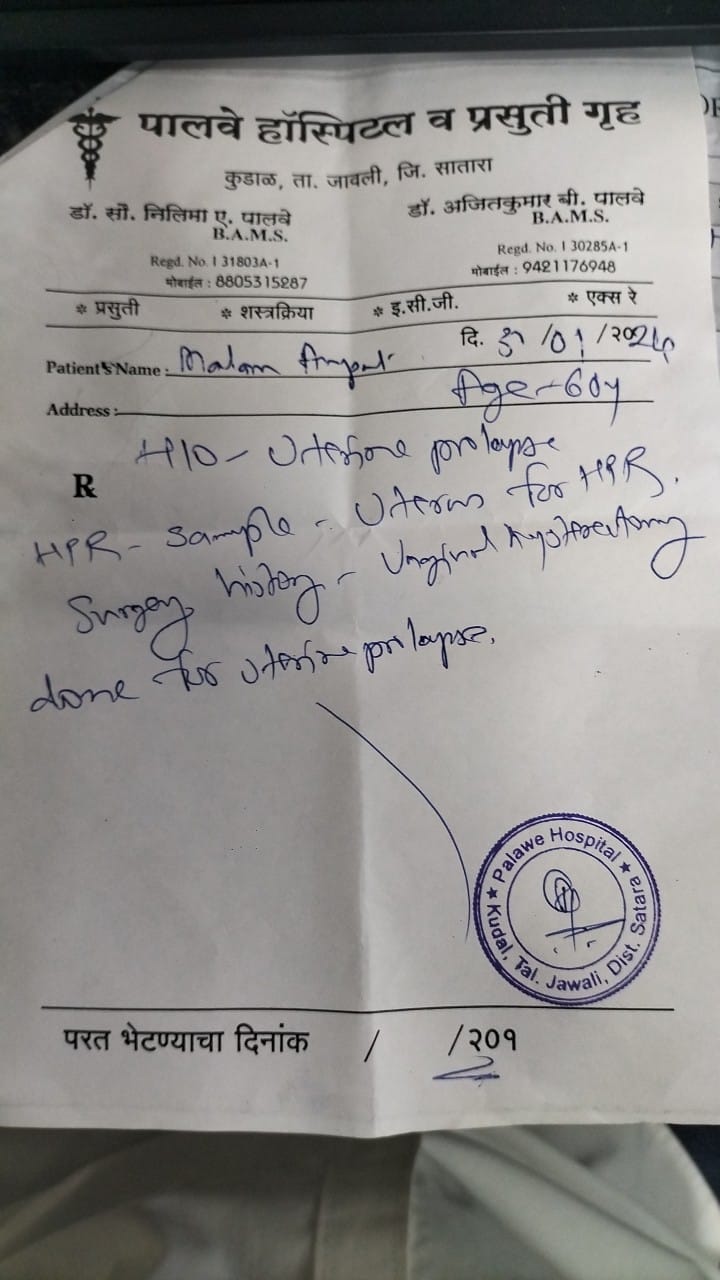 पालवे हॉस्पिटल व प्रसुती गृह
कुडाळ, ता. जावली, जि. सातारा
डॉ. सौ. निलिमा ए. पालवे
B.A.M.S.
Regd. No. I 31803A-1
मोबाईल : 8805315287
डॉ. अजितकुमार बी. पालवे
B.A.M.S.
Regd. No. I 30285A-1
मोबाईल : 9421176948
* प्रसुती * शस्त्रक्रिया * इ.सी.जी. * एक्स रे
दि. /01/२०24
Patient's Name :
Age - 60y
Address :
H/O - Uterine prolapse
R
HPR - Sample - Uterus for HPR.
Surgery history - Vaginal hysterectomy
done for uterine prolapse.
★ Palawe Hospital ★
Kudal, Tal. Jawali, Dist. Satara
परत भेटण्याचा दिनांक / /२०१